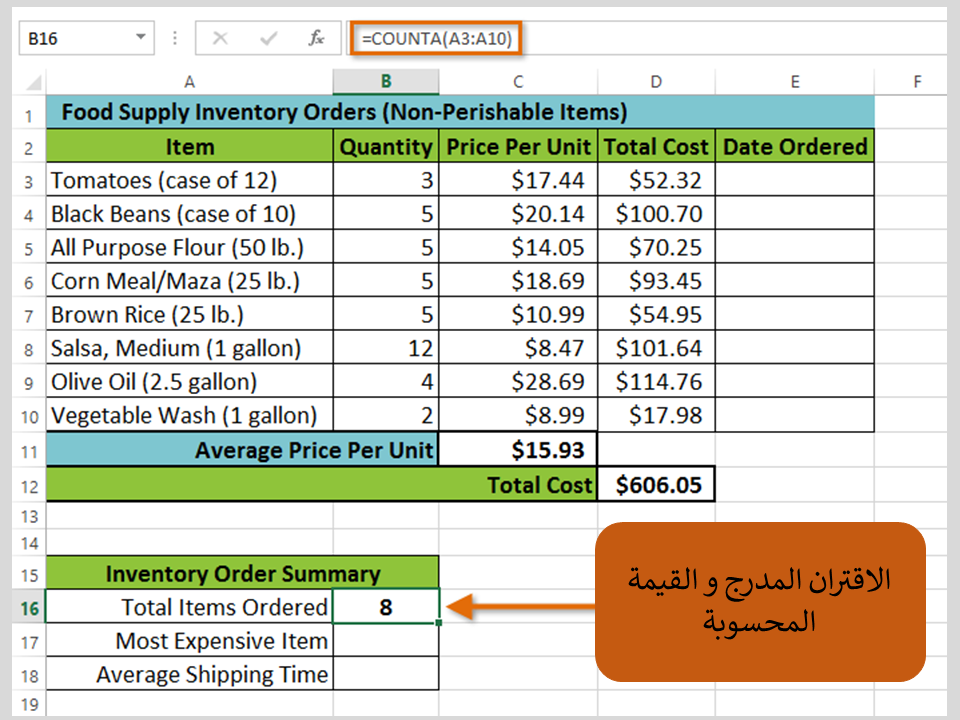 B16 fx =COUNTA(A3:A10)
A B C D E F
1 Food Supply Inventory Orders (Non-Perishable Items)
2 Item Quantity Price Per Unit Total Cost Date Ordered
3 Tomatoes (case of 12) 3 $17.44 $52.32
4 Black Beans (case of 10) 5 $20.14 $100.70
5 All Purpose Flour (50 lb.) 5 $14.05 $70.25
6 Corn Meal/Maza (25 lb.) 5 $18.69 $93.45
7 Brown Rice (25 lb.) 5 $10.99 $54.95
8 Salsa, Medium (1 gallon) 12 $8.47 $101.64
9 Olive Oil (2.5 gallon) 4 $28.69 $114.76
10 Vegetable Wash (1 gallon) 2 $8.99 $17.98
11 Average Price Per Unit $15.93
12 Total Cost $606.05
13
14
15 Inventory Order Summary
16 Total Items Ordered 8
17 Most Expensive Item
18 Average Shipping Time
19
الاقتران المدرج و القيمة
المحسوبة